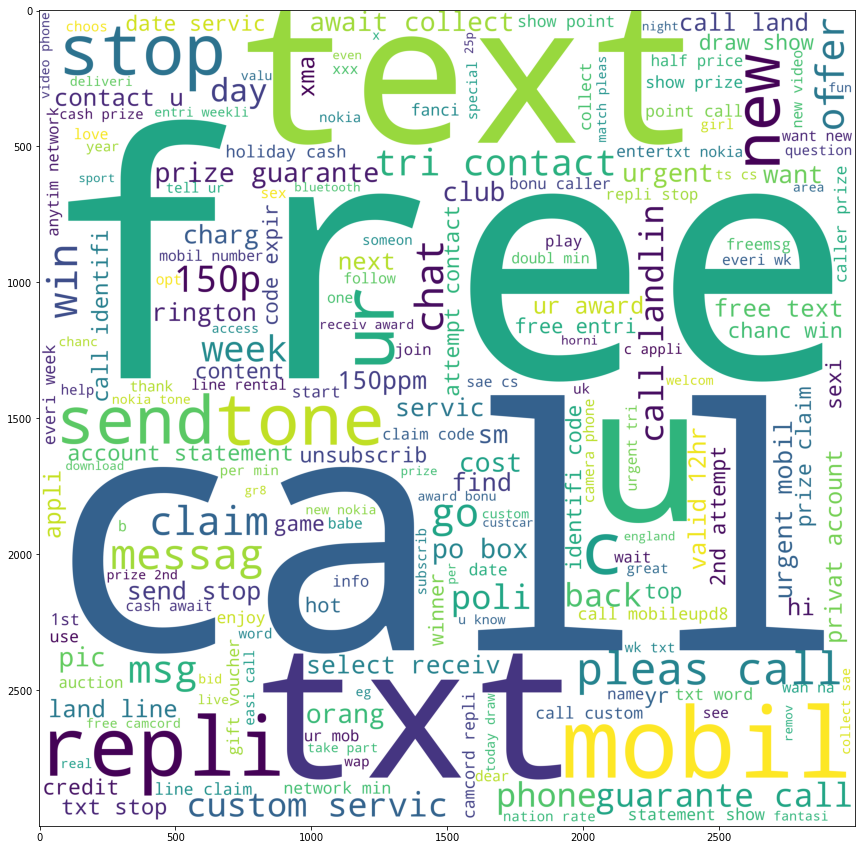 0
500
1000
1500
2000
2500
0
500
1000
1500
2000
2500
choos
date servic
await collect
show point
night
call land
video phone
stop
text
x
draw show
offer
deliveri
xma
even
special 25p
half price
fun
contact u
day
valu
xxx
collect
match pleas
show prize
new
new video
cash prize
entri weekli
nokia
fanci
point call
love
girl
want new
anytim network
year
holiday cash
tri contact
enter
txt nokia
question
prize guarante
urgent
ts cs
want
sport
tell ur
sex
bluetooth
club
bonu caller
repli stop
area
caller prize
free
win
call identifi
charg
mobil number
code expir
someon
next
chat
attempt contact
play
doubl min
call landlin
freemsg
everi wk
opt
150p
follow
one
ur
ur award
free text
rington
access
receiv award
free entri
chanc win
chanc
week
join
horni
c appli
everi week
content
line rental
start
150ppm
sae cs
uk
welcom
sexi
help
thank
nokia tone
send
tone
servic
call
u
camera phone
urgent tri
claim code
sm
identifi code
valid 12hr
2nd attempt
urgent mobil
prize claim
account statement
unsubscrib
cost
download
per min
prize
find
appli
gr8
award bonu
claim
new nokia
game
babe
go
custom
custcar
b
england
messag
c
wait
po box
great
prize 2nd
subscrib
date
per
send stop
info
poli
back
top
privat account
cash await
hot
winner
hi
1st
enjoy
call mobileupd8
use
word
u know
pic
msg
txt
select receiv
wk txt
pleas call
auction
bid
gift voucher
easi call
live
eg
name
yr
txt word
wan na
land line
free camcord
orang
call custom
see
remov
collect sae
repli
ur mob
take part
camcord repli
today draw
mobil
real
wap
dear
credit
line claim
network min
phone
guarante call
txt stop
custom servic
nation rate
statement show
fantasi